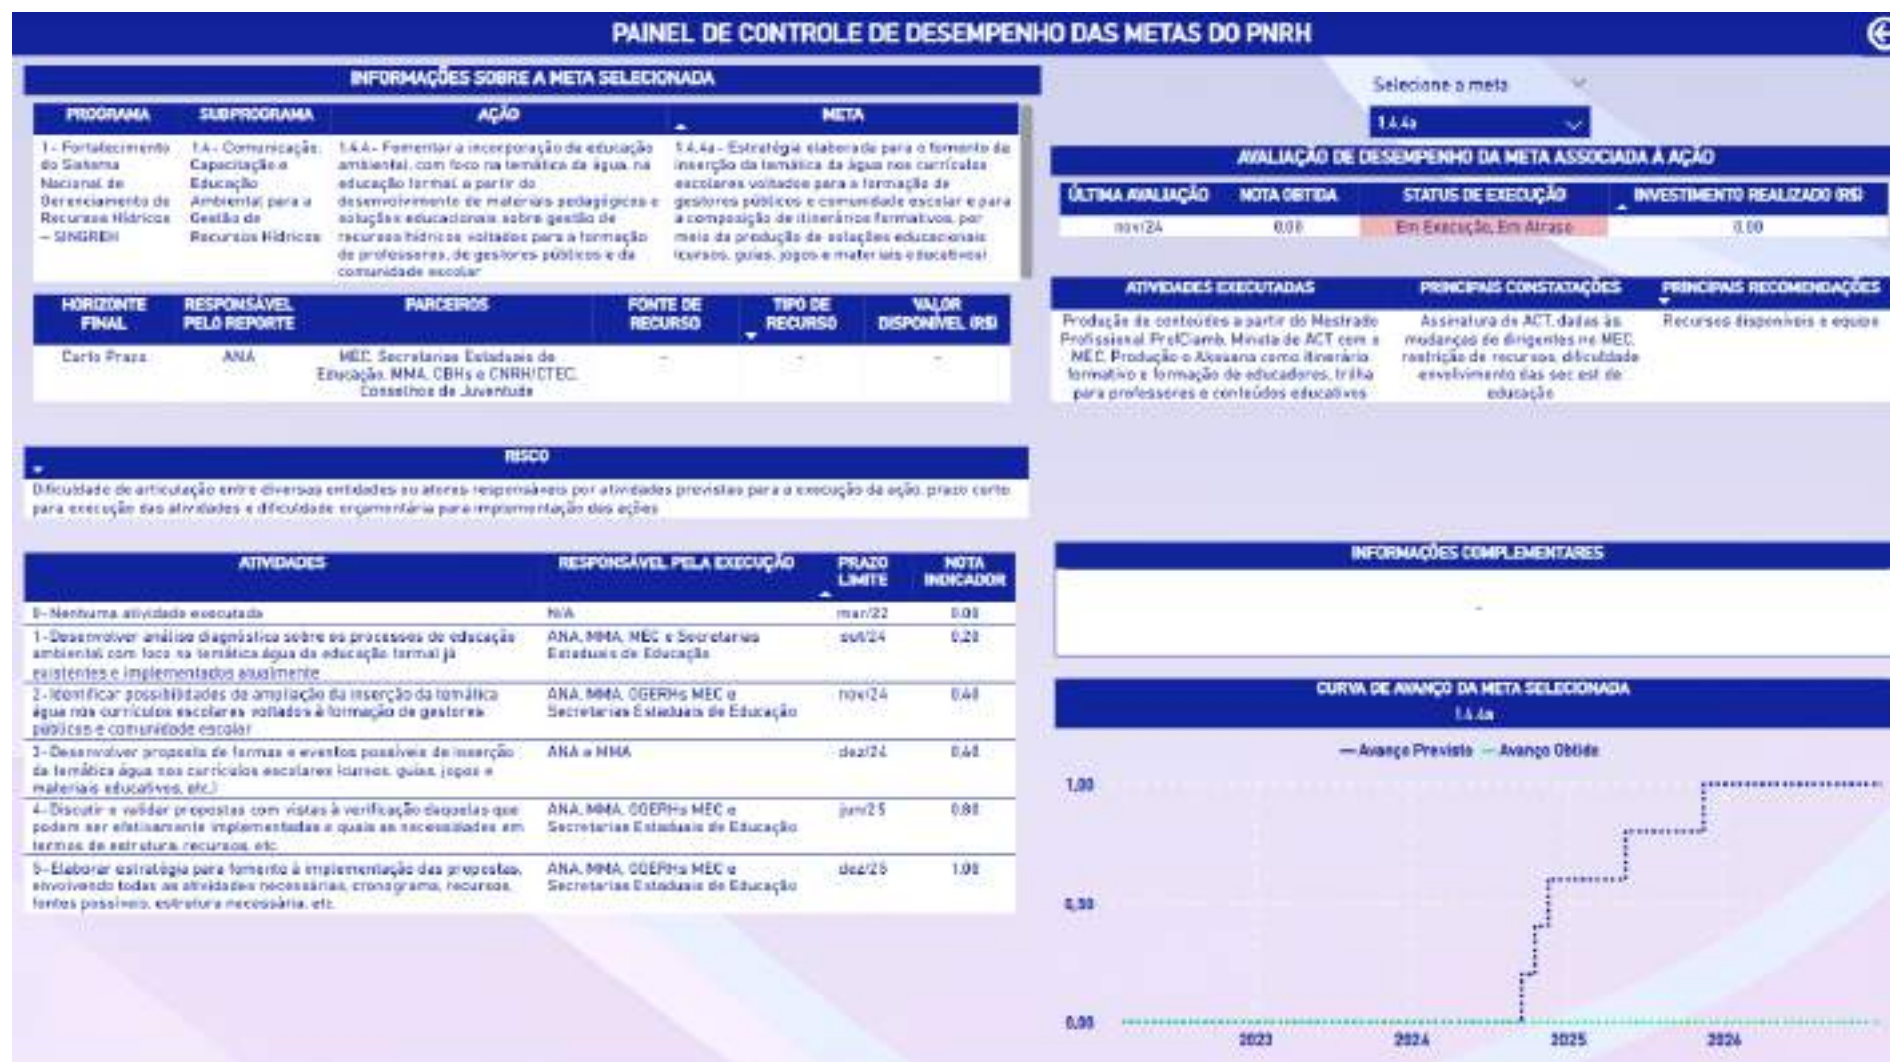 PAINEL DE CONTROLE DE DESEMPENHO DAS METAS DO PNRH
INFORMAÇÕES SOBRE A META SELECIONADA
PROGRAMA SUBPROGRAMA AÇÃO META
1 - Fortalecimento do Sistema Nacional de Gerenciamento de Recursos Hídricos – SINGREH
1.4 - Comunicação, Capacitação e Educação Ambiental para a Gestão de Recursos Hídricos
1.4.4 - Fomentar a incorporação da educação
ambiental, com foco na temática da água, na
educação formal, a partir do
desenvolvimento de materiais pedagógicos e
soluções educacionais sobre gestão de
recursos hídricos voltados para a formação
de professores, de gestores públicos e da
comunidade escolar
1.4.4a - Estratégia elaborada para o fomento da
inserção da temática da água nos currículos
escolares voltados para a formação de
gestores públicos e comunidade escolar e para
a composição de itinerários formativos, por
meio da produção de soluções educacionais
(cursos, guias, jogos e materiais educativos)
HORIZONTE FINAL RESPONSÁVEL PELO REPORTE PARCEIROS FONTE DE RECURSO TIPO DE RECURSO VALOR DISPONÍVEL (R$)
Curto Prazo ANA
MEC, Secretarias Estaduais de
Educação, MMA, CBHs e CNRH/CTEC,
Conselhos de Juventude
- - -
RISCO
Dificuldade de articulação entre diversas entidades ou atores responsáveis por atividades previstas para a execução da ação, prazo curto
para execução das atividades e dificuldade orçamentária para implementação das ações
ATIVIDADES RESPONSÁVEL PELA EXECUÇÃO PRAZO LIMITE NOTA INDICADOR
0- Nenhuma atividade executada N/A mar/22 0,00
1-Desenvolver análise diagnóstica sobre os processos de educação
ambiental com foco na temática água da educação formal já
existentes e implementados atualmente
ANA, MMA, MEC e Secretarias
Estaduais de Educação
out/24 0,20
2-Identificar possibilidades de ampliação da inserção da temática
água nos currículos escolares voltados à formação de gestores
públicos e comunidade escolar
ANA, MMA, OGERHs MEC e
Secretarias Estaduais de Educação
nov/24 0,40
3-Desenvolver proposta de formas e eventos possíveis de inserção
da temática água nos currículos escolares (cursos, guias, jogos e
materiais educativos, etc.)
ANA e MMA
dez/24 0,60
4-Discutir e validar propostas com vistas à verificação daquelas que
podem ser efetivamente implementadas e quais as necessidades em
termos de estrutura, recursos, etc.
ANA, MMA, OGERHs MEC e
Secretarias Estaduais de Educação
jun/25 0,80
5-Elaborar estratégia para fomento à implementação das propostas,
envolvendo todas as atividades necessárias, cronograma, recursos,
fontes possíveis, estrutura necessária, etc.
ANA, MMA, OGERHs MEC e
Secretarias Estaduais de Educação
dez/25 1,00
Selecione a meta
1.4.4a
AVALIAÇÃO DE DESEMPENHO DA META ASSOCIADA À AÇÃO
ÚLTIMA AVALIAÇÃO NOTA OBTIDA STATUS DE EXECUÇÃO INVESTIMENTO REALIZADO (R$)
nov/24 0,00 Em Execução, Em Atraso 0,00
ATIVIDADES EXECUTADAS PRINCIPAIS CONSTATAÇÕES PRINCIPAIS RECOMENDAÇÕES
Produção de conteúdos a partir do Mestrado
Profissional ProfCiamb, Minuta de ACT com o
MEC, Produção o como itinerário
formativo e formação de educadores, trilha
para professores e conteúdos educativos
Assinatura do ACT, dadas às
mudanças de dirigentes no MEC,
restrição de recursos, dificuldade
envolvimento das sec est de
educação
Recursos disponíveis e equipe
INFORMAÇÕES COMPLEMENTARES
-
CURVA DE AVANÇO DA META SELECIONADA
1.4.4a
Avanço Previsto Avanço Obtido
1,00
0,50
0,00
2023 2024 2025 2026